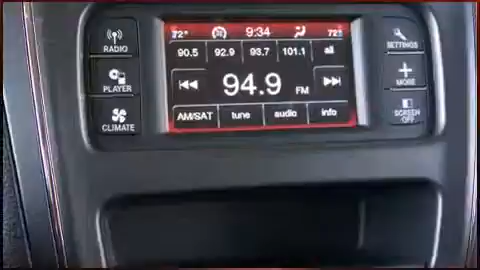 72° 9:34 72°
90.5 92.9 93.7 101.1 all
94.9 FM
AM/SAT tune audio info
RADIO
PLAYER
CLIMATE
SETTINGS
MORE
SCREEN
OFF